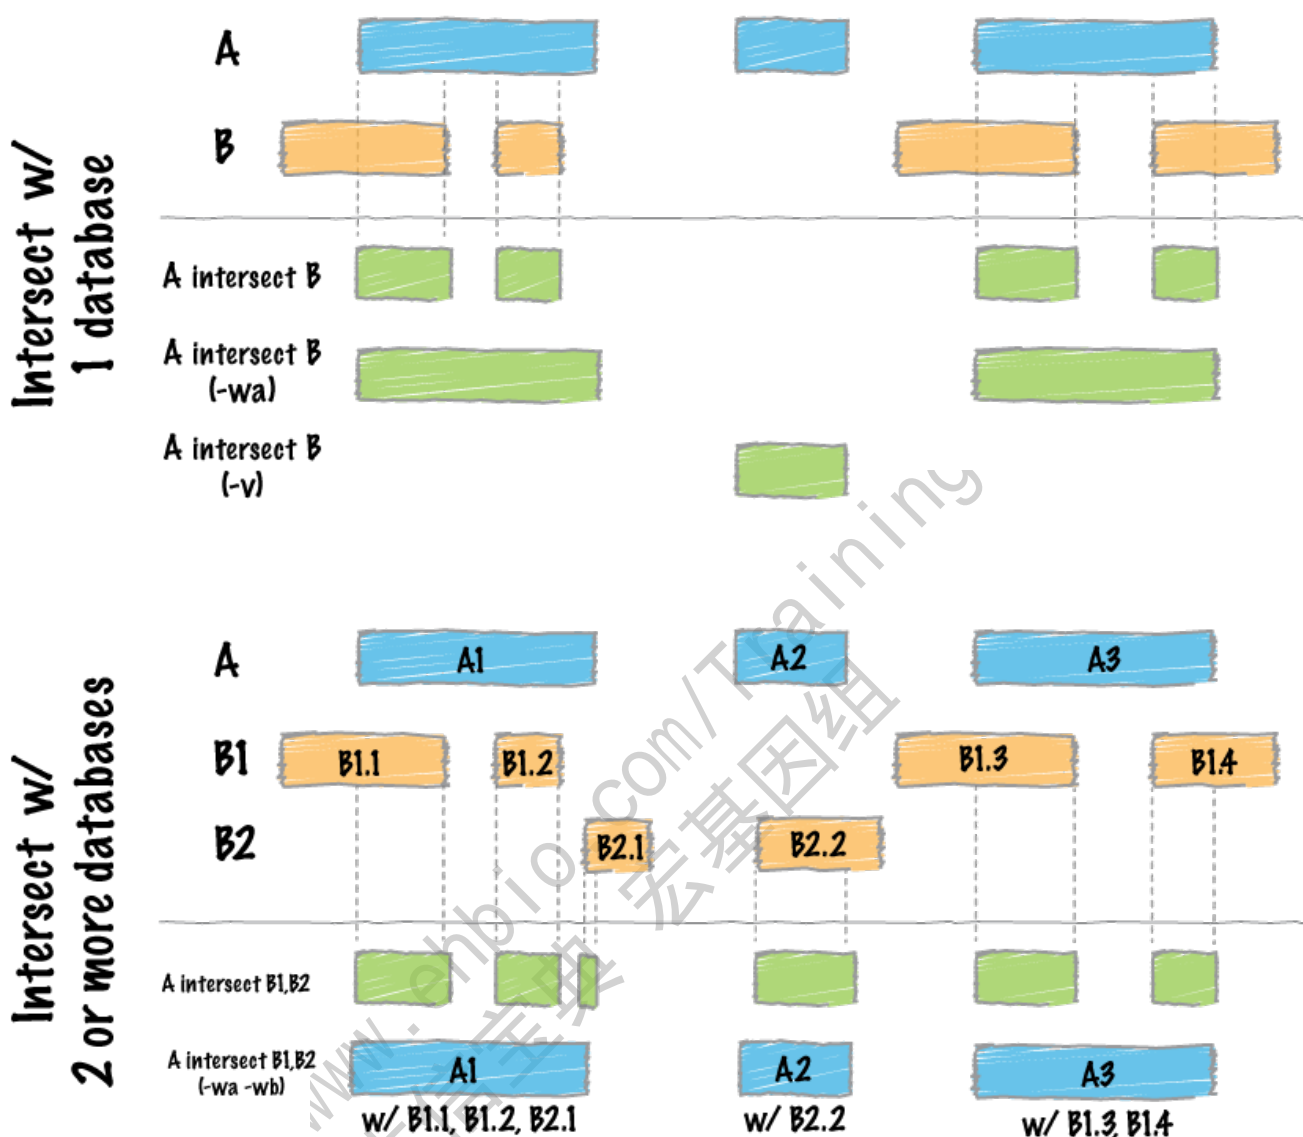 Intersect w/
1 database
A
B
A intersect B
A intersect B
(-wa)
A intersect B
(-v)
Intersect w/
2 or more databases
A
A1
A2
A3
B1
B1.1
B1.2
B1.3
B1.4
B2
B2.1
B2.2
A intersect B1,B2
A intersect B1,B2
(-wa -wb)
A1
A2
A3
w/ B1.1, B1.2, B2.1
w/ B2.2
w/ B1.3, B1.4
www.ehbio.com/Training
信宝典 宏基因组